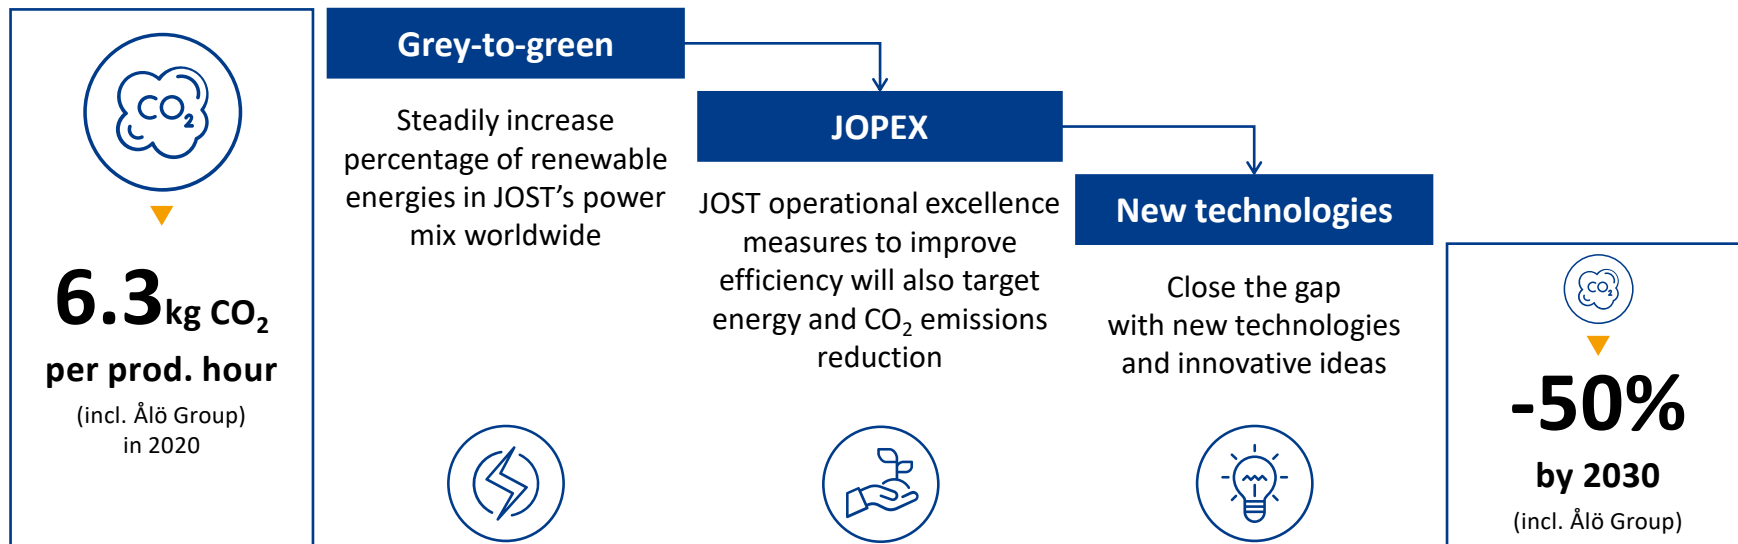 CO₂
6.3 kg CO₂
per prod. hour
(incl. Ålö Group)
in 2020
Grey-to-green
Steadily increase
percentage of renewable
energies in JOST’s power
mix worldwide
JOPEX
JOST operational excellence
measures to improve
efficiency will also target
energy and CO₂ emissions
reduction
New technologies
Close the gap
with new technologies
and innovative ideas
CO₂
-50%
by 2030
(incl. Ålö Group)